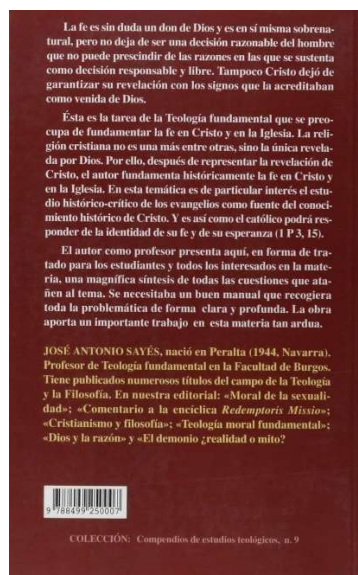 La fe es sin duda un don de Dios y es en sí misma sobrena-
tural, pero no deja de ser una decisión razonable del hombre
que no puede prescindir de las razones en las que se sustenta
como decisión responsable y libre. Tampoco Cristo dejó de
garantizar su revelación con los signos que la acreditaban
como venida de Dios.
Ésta es la tarea de la Teología fundamental que se preo-
cupa de fundamentar la fe en Cristo y en la Iglesia. La reli-
gión cristiana no es una más entre otras, sino la única revela-
da por Dios. Por ello, después de representar la revelación de
Cristo, el autor fundamenta históricamente la fe en Cristo y
en la Iglesia. En esta temática es de particular interés el estu-
dio histórico-crítico de los evangelios como fuente del conoci-
miento histórico de Cristo. Y es así como el católico podrá res-
ponder de la identidad de su fe y de su esperanza (1 P 3, 15).
El autor como profesor presenta aquí, en forma de tra-
tado para los estudiantes y todos los interesados en la mate-
ria, una magnífica síntesis de todas las cuestiones que ata-
ñen al tema. Se necesitaba un buen manual que recogiera
toda la problemática de forma clara y profunda. La obra
aporta un importante trabajo en esta materia tan ardua.
JOSÉ ANTONIO SAYÉS, nació en Peralta (1944, Navarra).
Profesor de Teología fundamental en la Facultad de Burgos.
Tiene publicados numerosos títulos del campo de la Teología
y la Filosofía. En nuestra editorial: «Moral de la sexuali-
dad»; «Comentario a la encíclica Redemptoris Missio»;
«Cristianismo y filosofía»; «Teología moral fundamental»;
«Dios y la razón» y «El demonio ¿realidad o mito?
9 788499 250007
COLECCIÓN: Compendios de estudios teológicos, n. 9